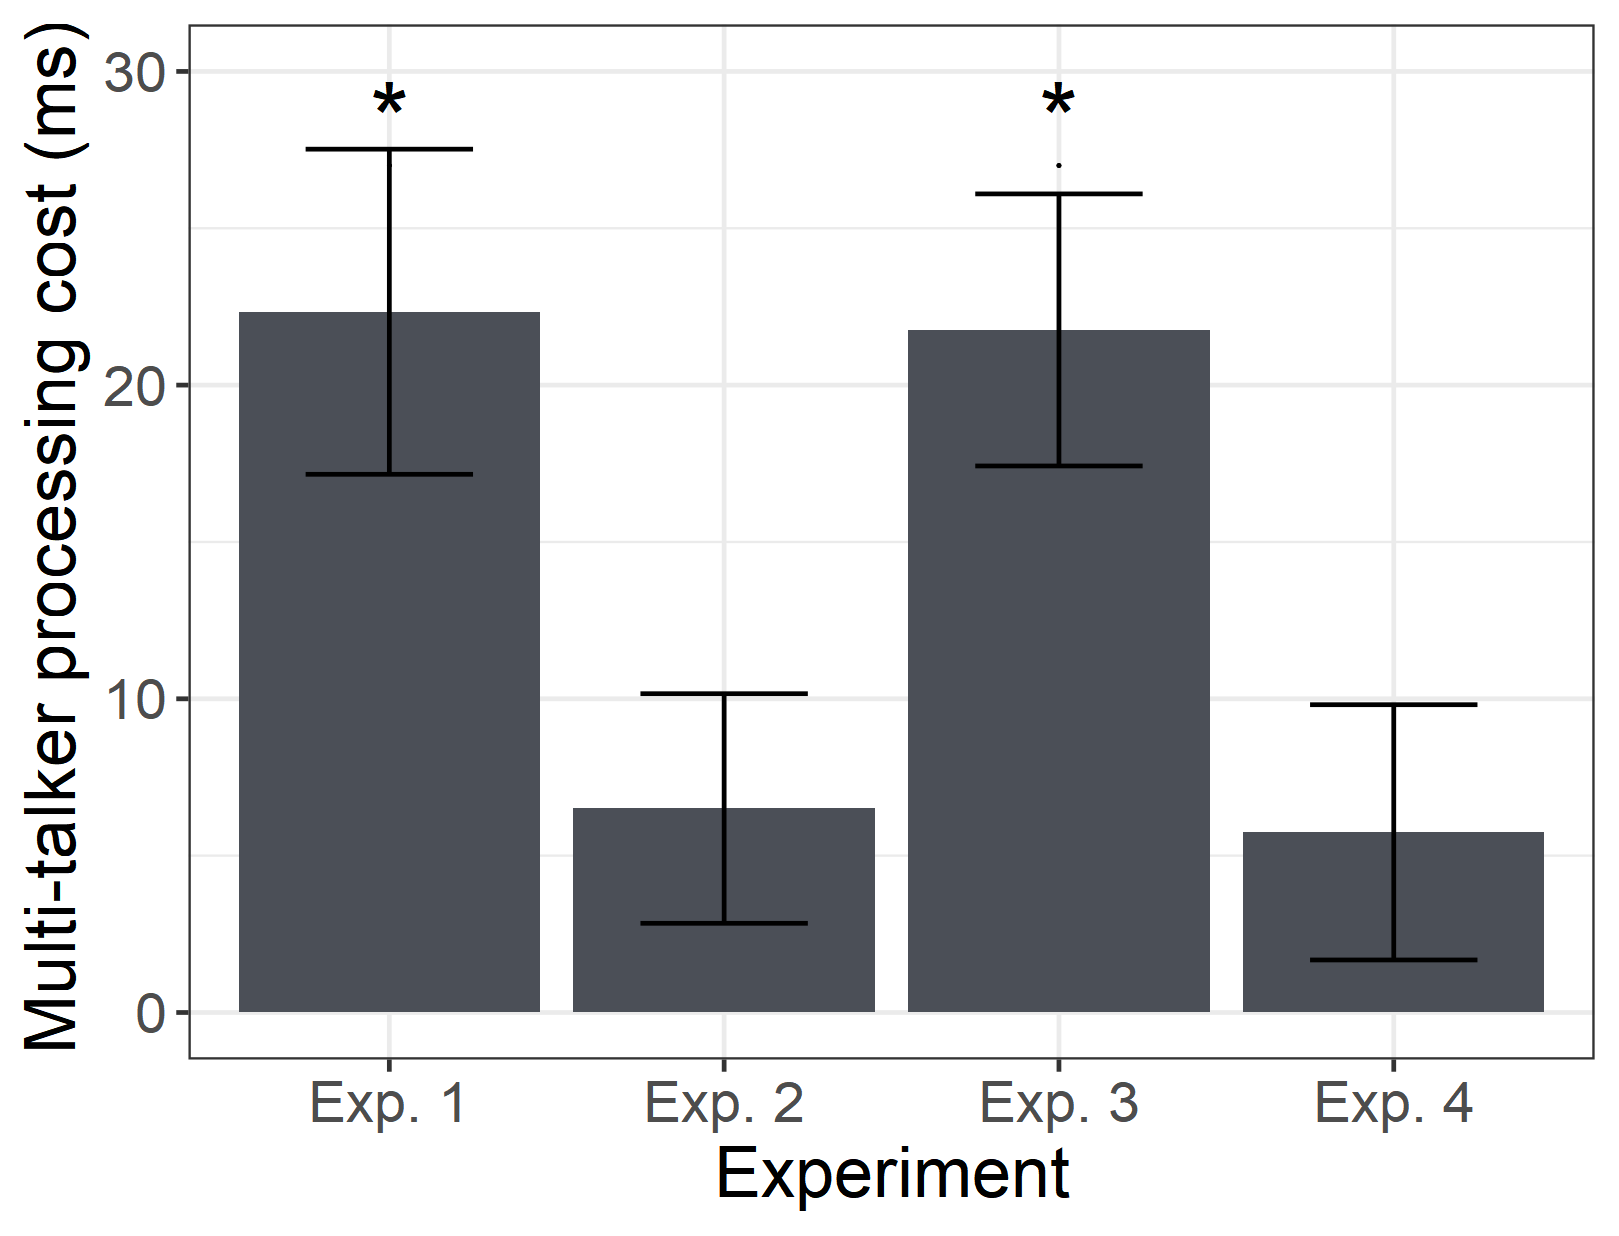 Multi-talker processing cost (ms)
30
20
10
0
*
*
Exp. 1
Exp. 2
Exp. 3
Exp. 4
Experiment